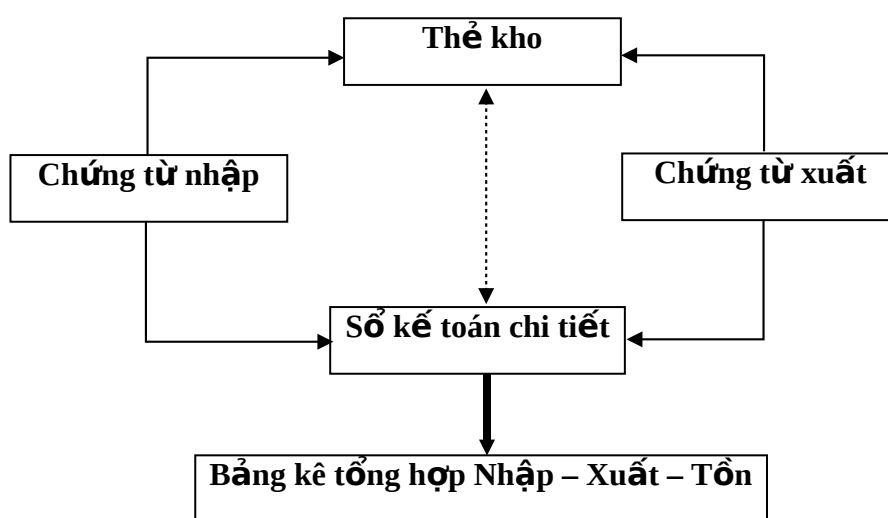 Thẻ kho
Chứng từ nhập
Chứng từ xuất
Sổ kế toán chi tiết
Bảng kê tổng hợp Nhập – Xuất – Tồn